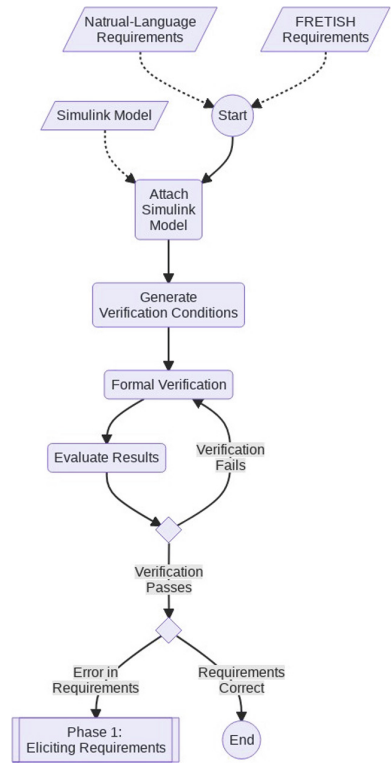 Natrual-Language
Requirements
FRETISH
Requirements
Simulink Model
Start
Attach
Simulink
Model
Generate
Verification Conditions
Formal Verification
Evaluate Results
Verification
Fails
Verification
Passes
Error in
Requirements
Requirements
Correct
Phase 1:
Eliciting Requirements
End